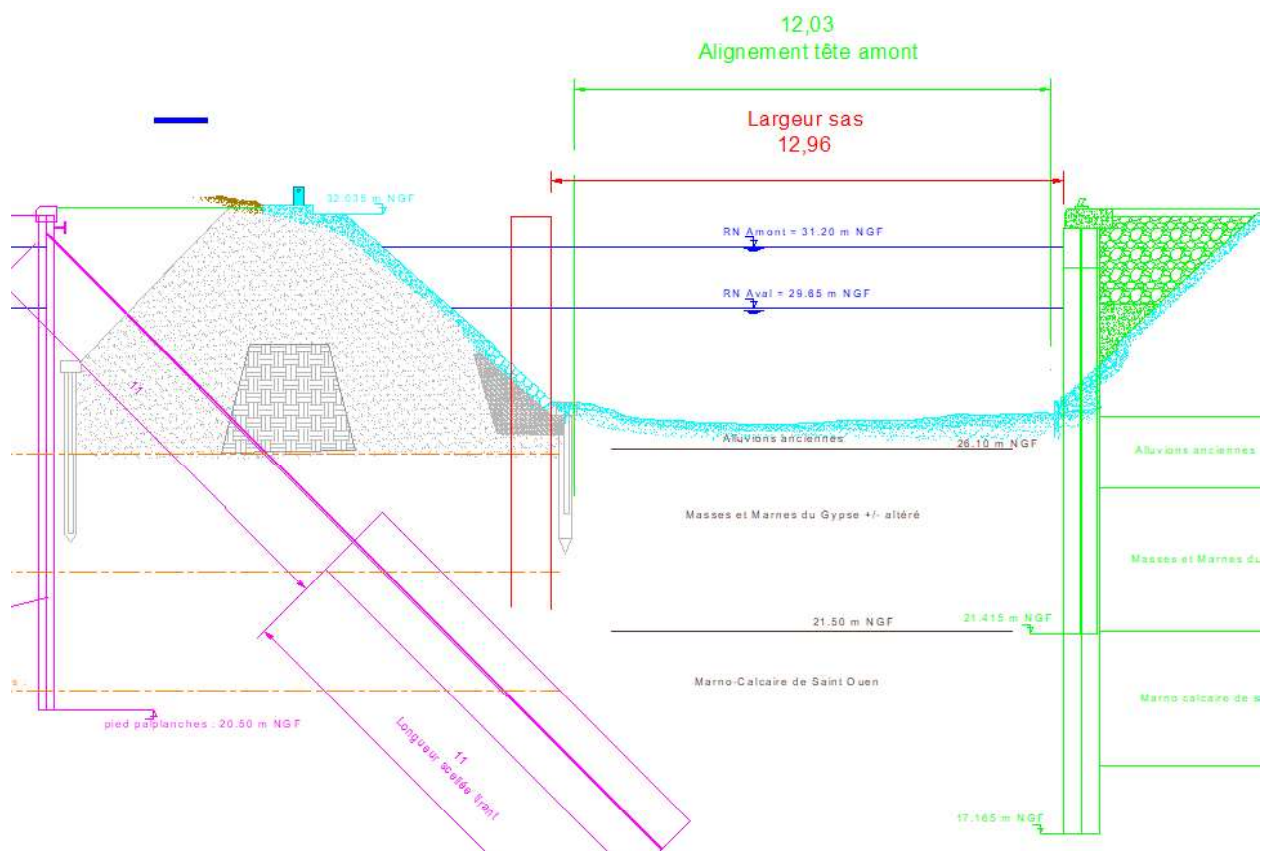 12,03
Alignement tête amont
Largeur sas
12,96
32.035 m NGF
RN Amont = 31.20 m NGF
RN Aval = 29.65 m NGF
11
Alluvions anciennes
26.10 m NGF
Alluvions anciennes
Masses et Marnes du Gypse +/- altéré
Masses et Marnes du
21.50 m NGF
21.415 m NGF
Marno-Calcaire de Saint Ouen
Marno calcaire de s
pied palplanches : 20.50 m NGF
11
Longueur scellée tirant
17.165 m NGF